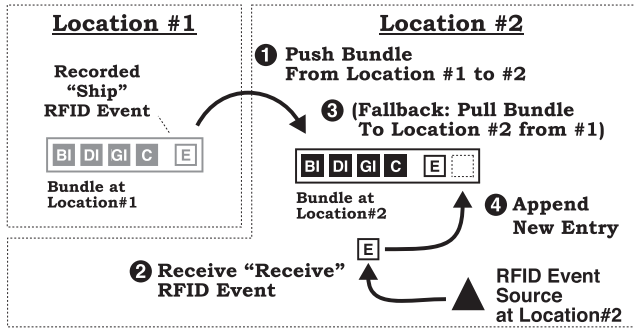 Location #1
Location #2
Recorded
“Ship”
RFID Event
BI DI GI C E
Bundle at
Location#1
1 Push Bundle
From Location #1 to #2
3 (Fallback: Pull Bundle
To Location #2 from #1)
BI DI GI C E
Bundle at
Location#2
4 Append
New Entry
E
2 Receive “Receive”
RFID Event
RFID Event
Source
at Location#2